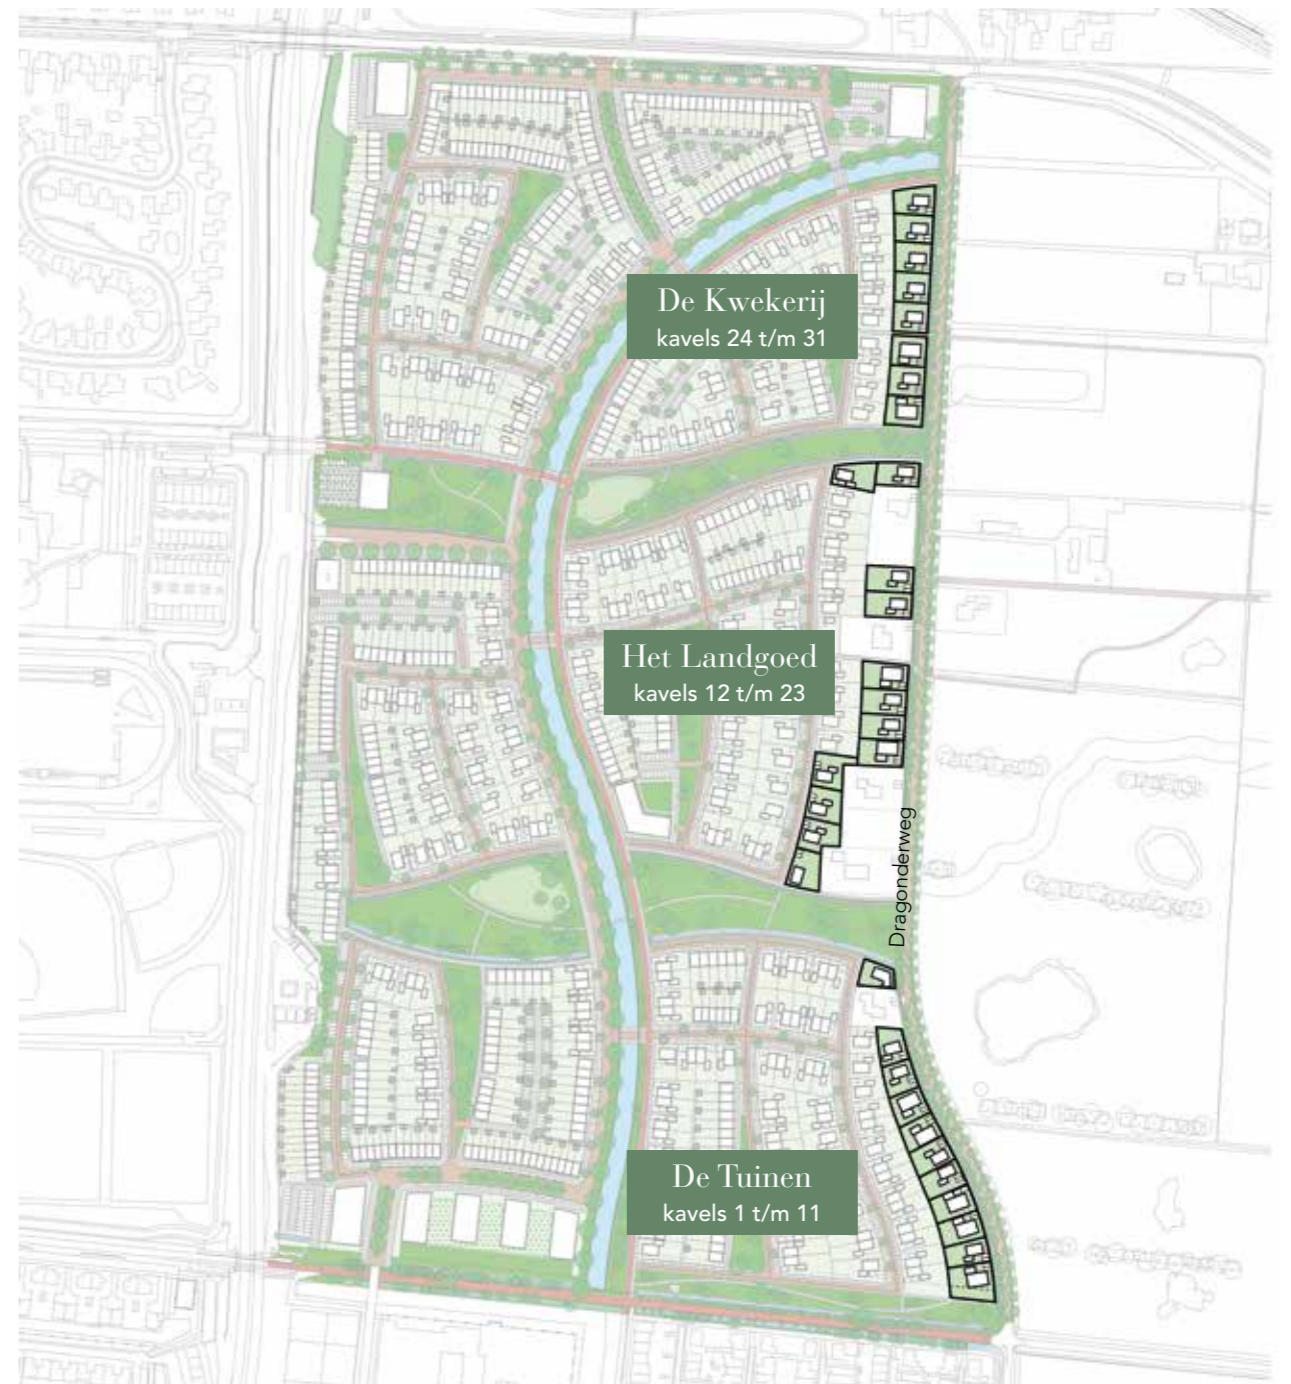 De Kwekerij
kavels 24 t/m 31
Het Landgoed
kavels 12 t/m 23
Dragonderweg
De Tuinen
kavels 1 t/m 11